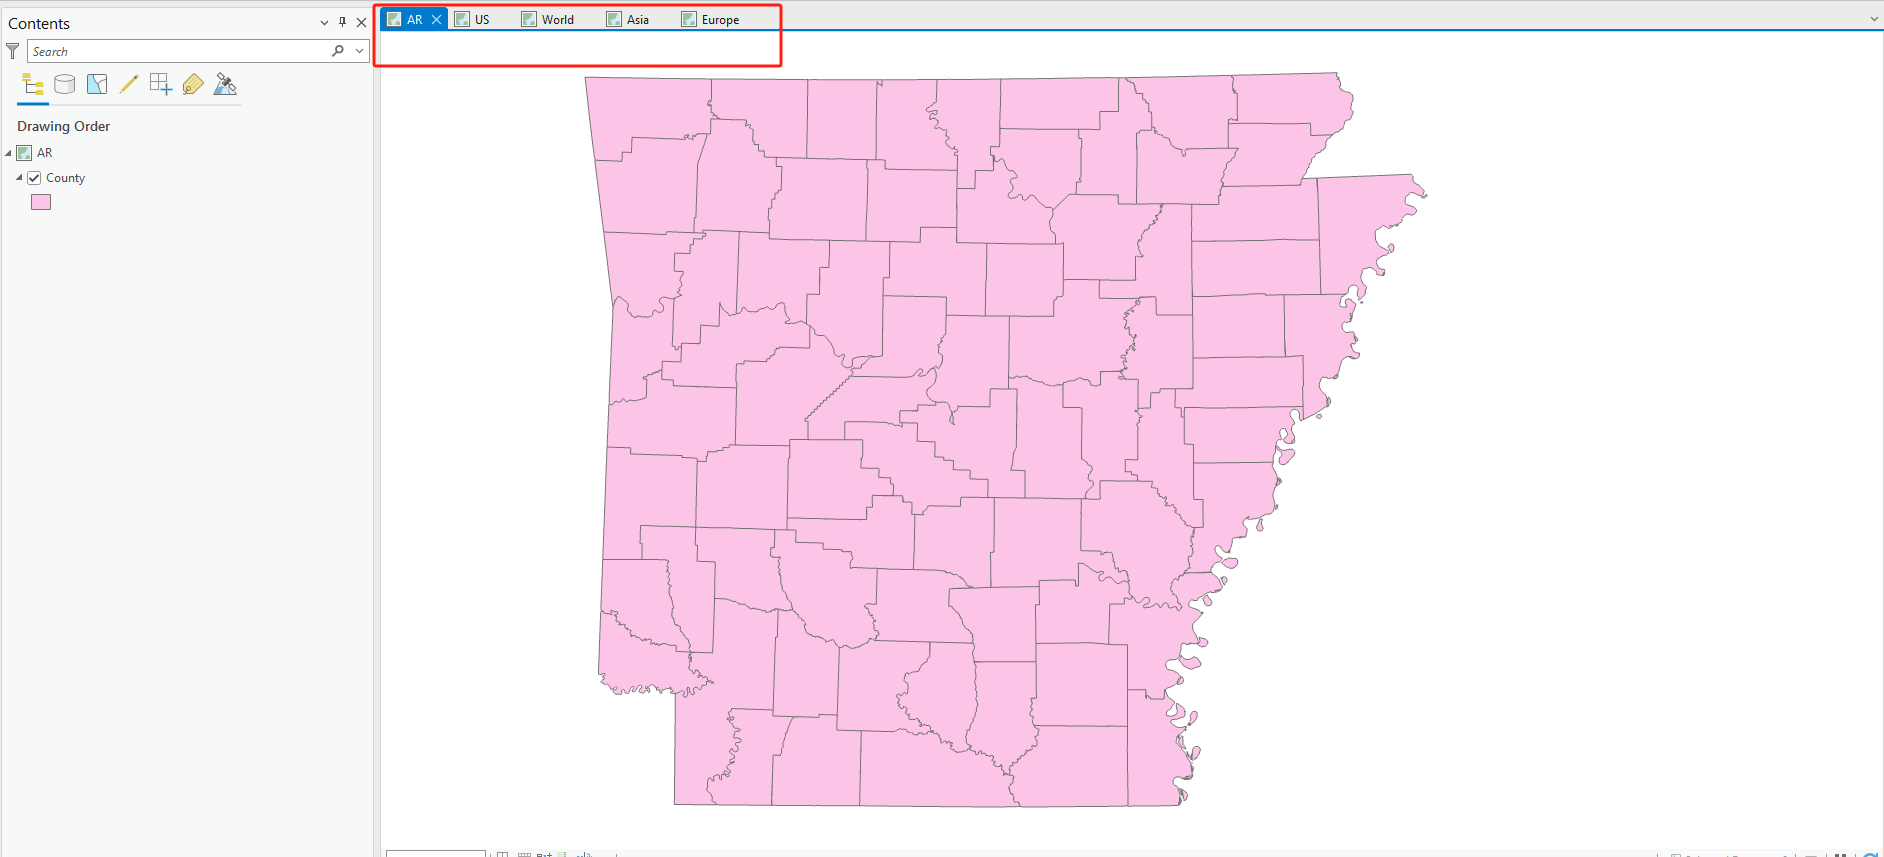 Contents
AR
US
World
Asia
Europe
Search
Drawing Order
AR
County